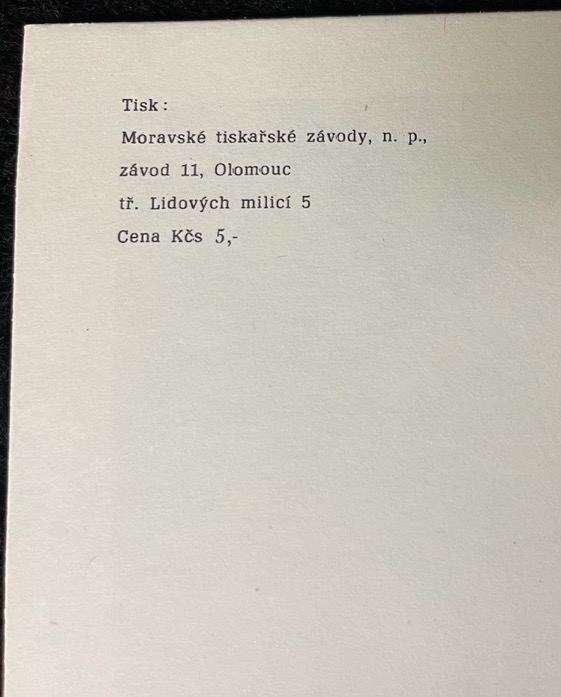 Tisk:
Moravské tiskařské závody, n. p.,
závod 11, Olomouc
tř. Lidových milicí 5
Cena Kčs 5,-